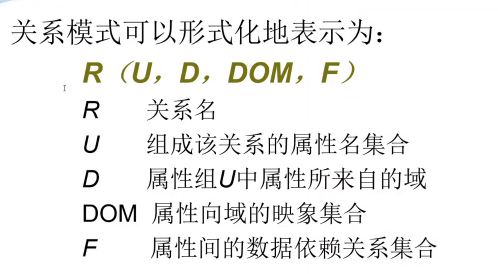 关系模式可以形式化地表示为：
R（U，D，DOM，F）
R 关系名
U 组成该关系的属性名集合
D 属性组U中属性所来自的域
DOM 属性向域的映象集合
F 属性间的数据依赖关系集合